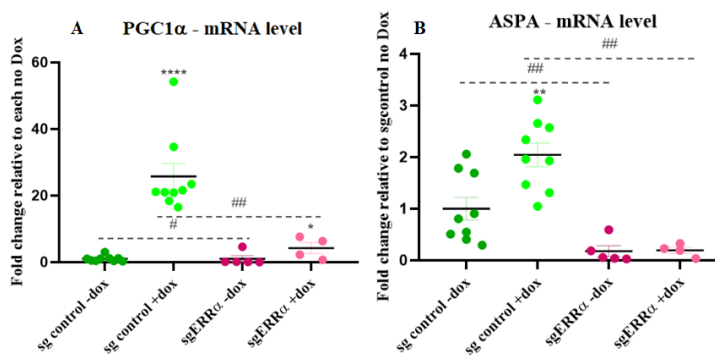 A
PGC1α - mRNA level
Fold change relative to each no Dox
60
40
20
0
****
##
#
*
sg control -dox
sg control +dox
sgERRα -dox
sgERRα +dox
B
ASPA - mRNA level
Fold change relative to sgcontrol no Dox
4
3
2
1
0
##
##
**
sg control -dox
sg control +dox
sgERRα -dox
sgERRα +dox